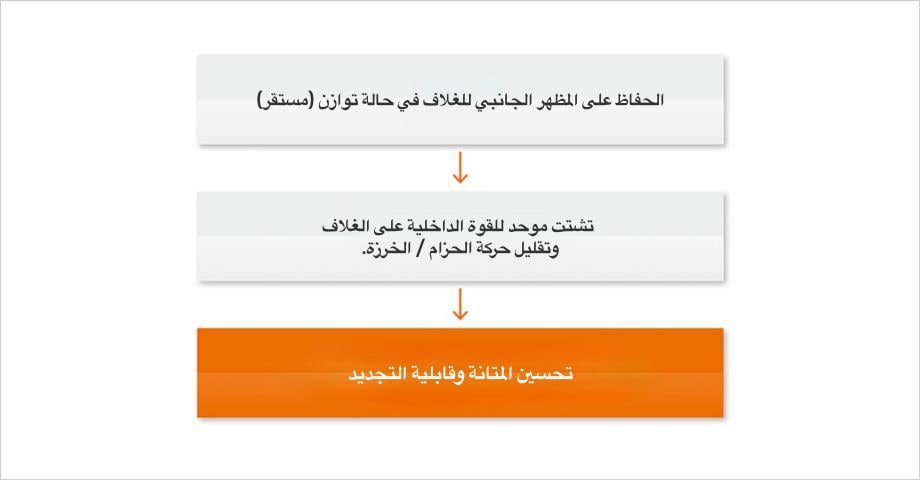 الحفاظ على المظهر الجانبي للغلاف في حالة توازن (مستقر)
تشتت موحد للقوة الداخلية على الغلاف
وتقليل حركة الحزام / الخرزة.
تحسين المتانة وقابلية التجديد